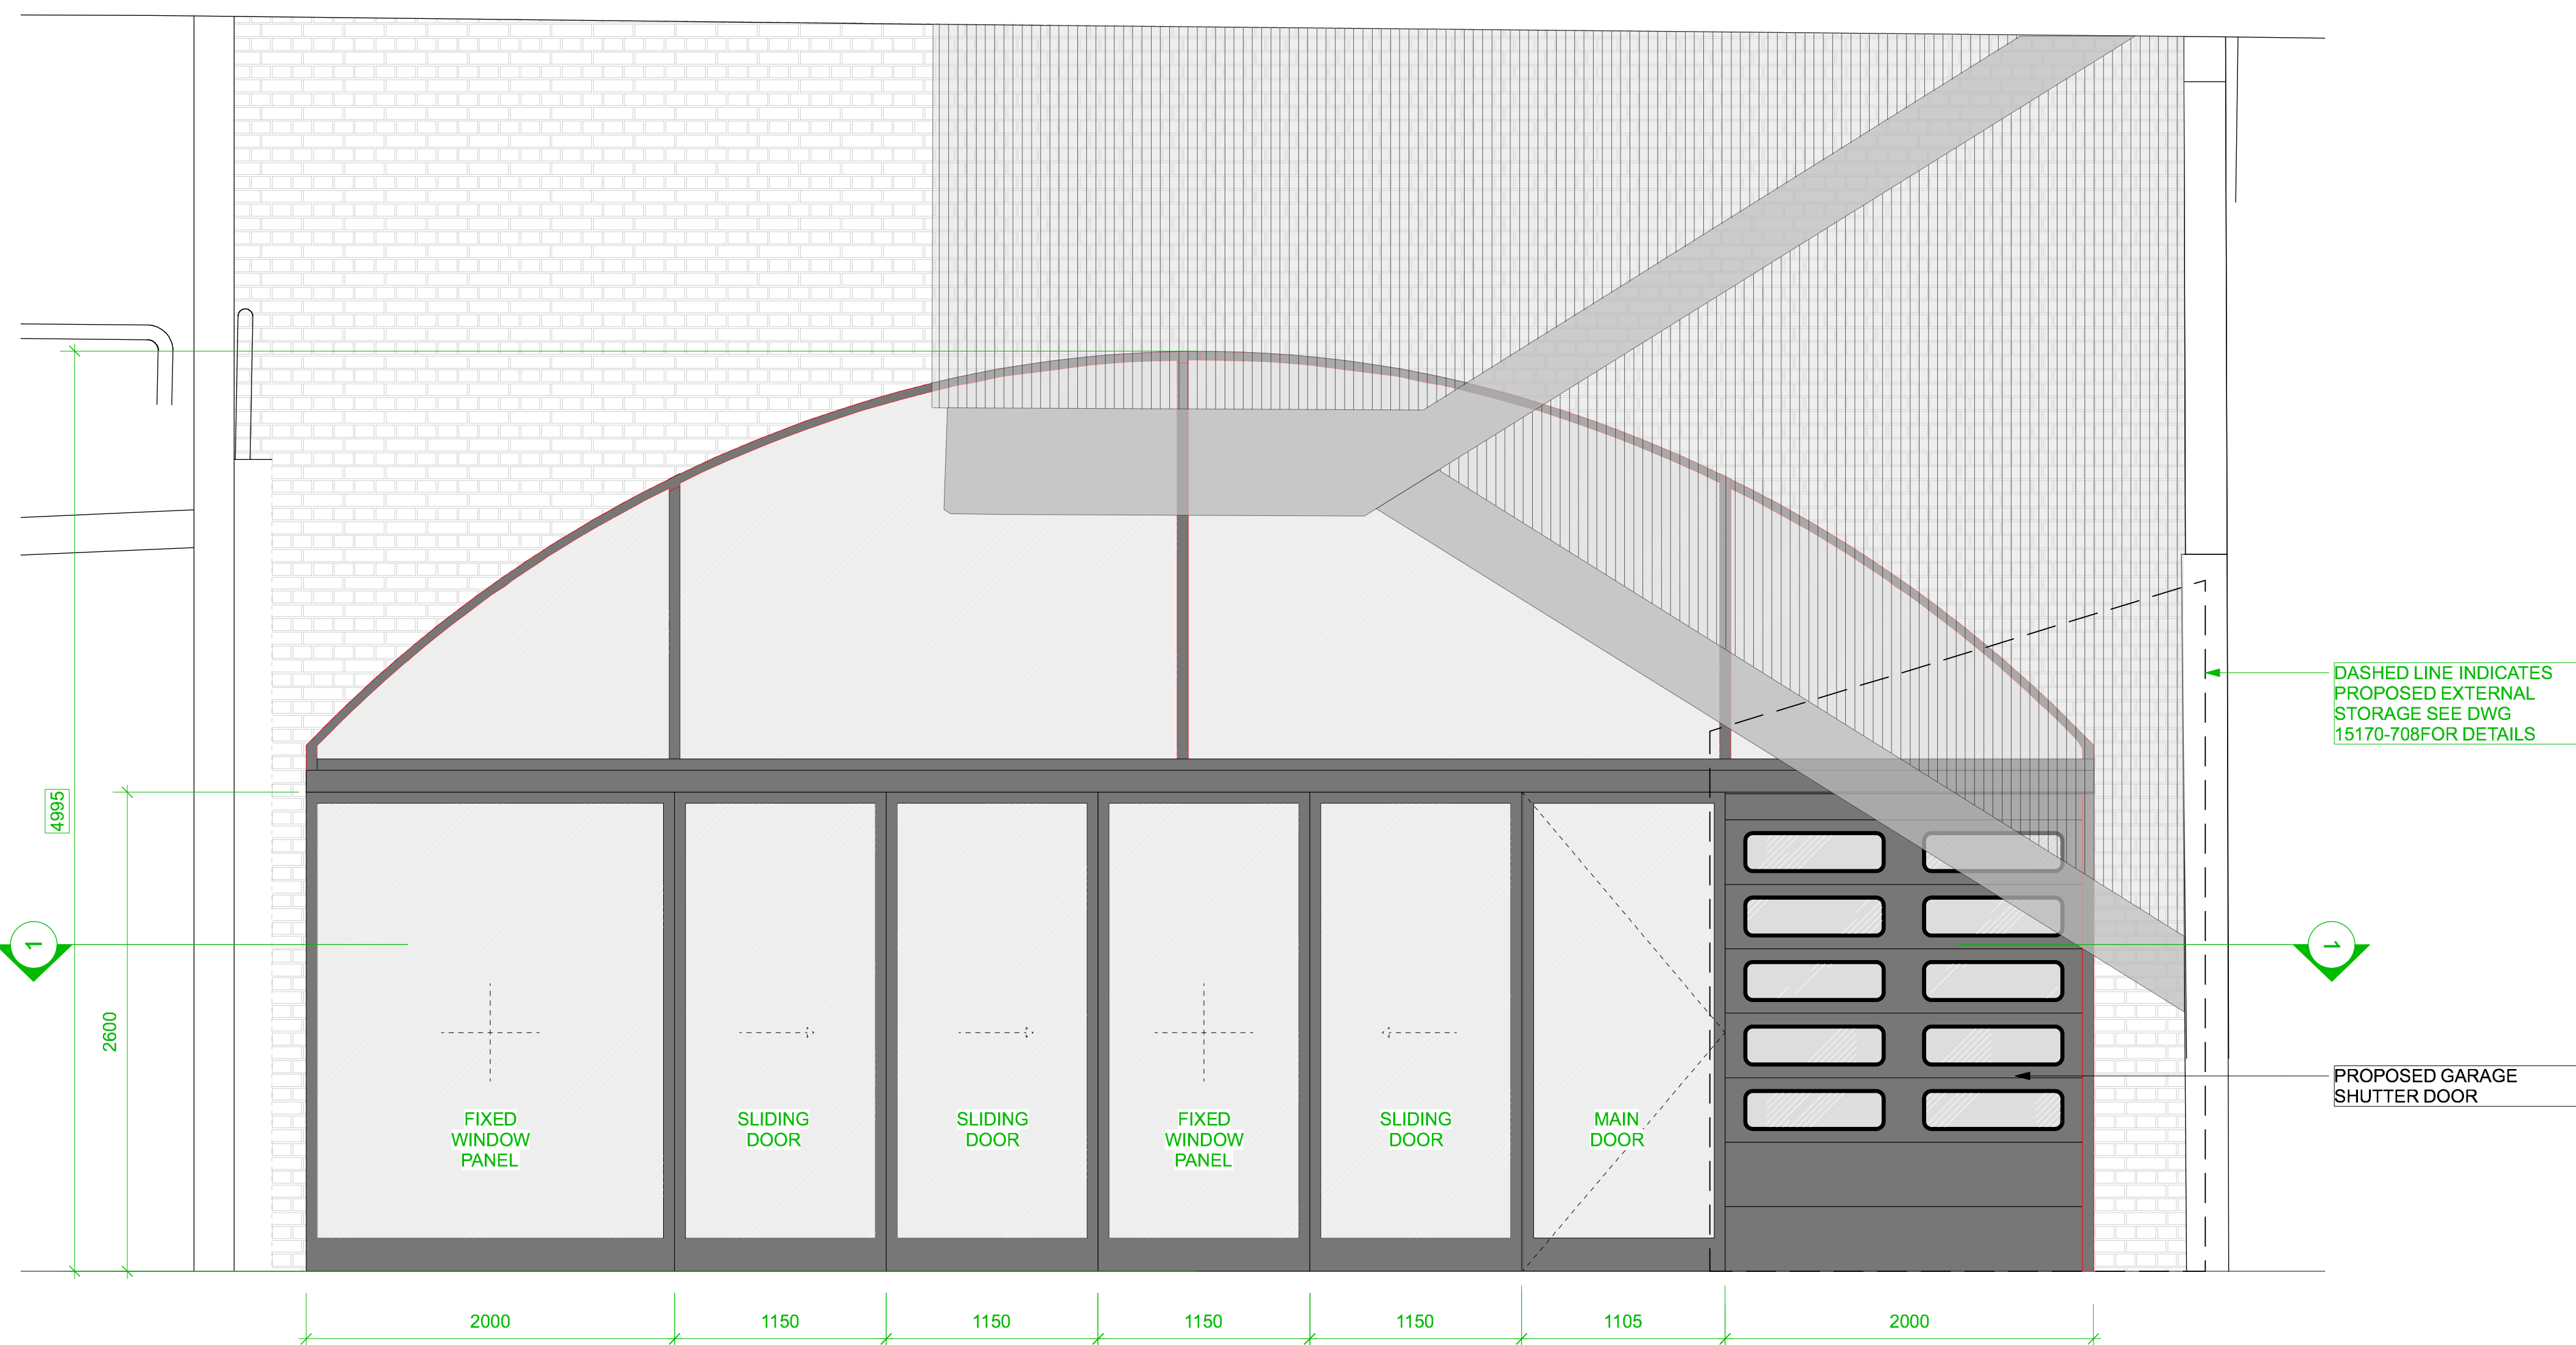 DASHED LINE INDICATES
PROPOSED EXTERNAL
STORAGE SEE DWG
15170-708FOR DETAILS
4995
2600
1
1
PROPOSED GARAGE
SHUTTER DOOR
FIXED
WINDOW
PANEL
SLIDING
DOOR
SLIDING
DOOR
FIXED
WINDOW
PANEL
SLIDING
DOOR
MAIN
DOOR
2000
1150
1150
1150
1150
1105
2000